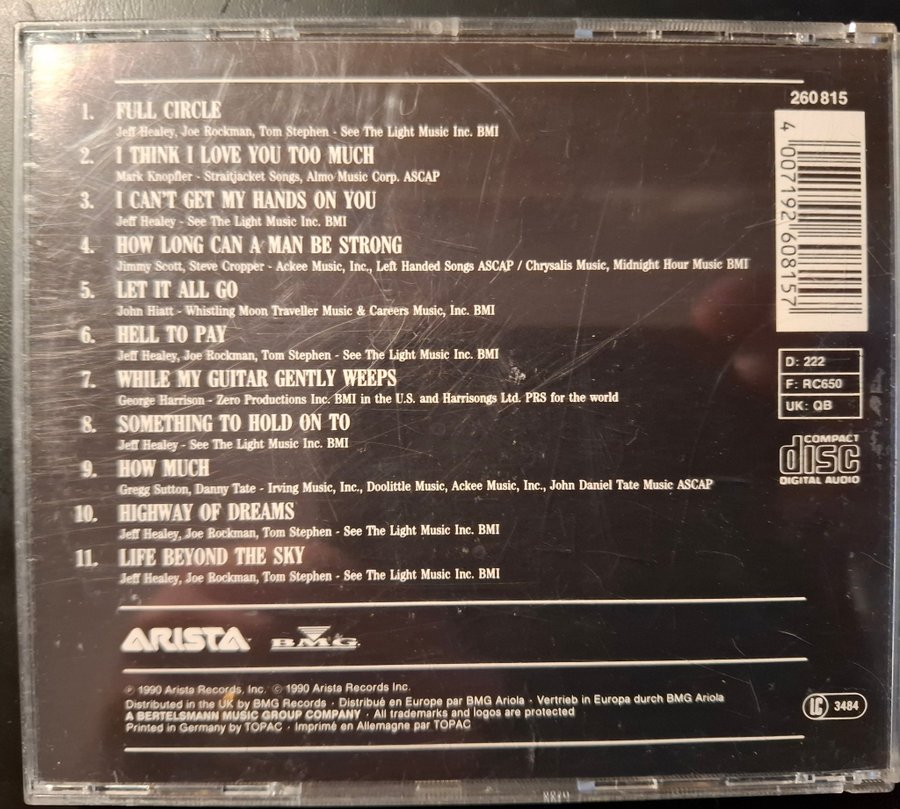 260 815
1. FULL CIRCLE
Jeff Healey, Joe Rockman, Tom Stephen - See The Light Music Inc. BMI
2. I THINK I LOVE YOU TOO MUCH
Mark Knopfler - Straitjacket Songs, Almo Music Corp. ASCAP
3. I CAN'T GET MY HANDS ON YOU
Jeff Healey - See The Light Music Inc. BMI
4. HOW LONG CAN A MAN BE STRONG
Jimmy Scott, Steve Cropper - Ackee Music, Inc., Left Handed Songs ASCAP / Chrysalis Music, Midnight Hour Music BMI
5. LET IT ALL GO
John Hiatt - Whistling Moon Traveller Music & Careers Music, Inc. BMI
6. HELL TO PAY
Jeff Healey, Joe Rockman, Tom Stephen - See The Light Music Inc. BMI
7. WHILE MY GUITAR GENTLY WEEPS
George Harrison - Zero Productions Inc. BMI in the U.S. and Harrisongs Ltd. PRS for the world
8. SOMETHING TO HOLD ON TO
Jeff Healey - See The Light Music Inc. BMI
9. HOW MUCH
Gregg Sutton, Danny Tate - Irving Music, Inc., Doolittle Music, Ackee Music, Inc., John Daniel Tate Music ASCAP
10. HIGHWAY OF DREAMS
Jeff Healey, Joe Rockman, Tom Stephen - See The Light Music Inc. BMI
11. LIFE BEYOND THE SKY
Jeff Healey, Joe Rockman, Tom Stephen - See The Light Music Inc. BMI
4 007192 608157
D: 222
F: RC650
UK: QB
COMPACT
disc
DIGITAL AUDIO
ARISTA BMG
℗ 1990 Arista Records, Inc. © 1990 Arista Records Inc.
Distributed in the UK by BMG Records · Distribué en Europe par BMG Ariola · Vertrieb in Europa durch BMG Ariola
A BERTELSMANN MUSIC GROUP COMPANY · All trademarks and logos are protected
Printed in Germany by TOPAC · Imprimé en Allemagne par TOPAC
LC 3484